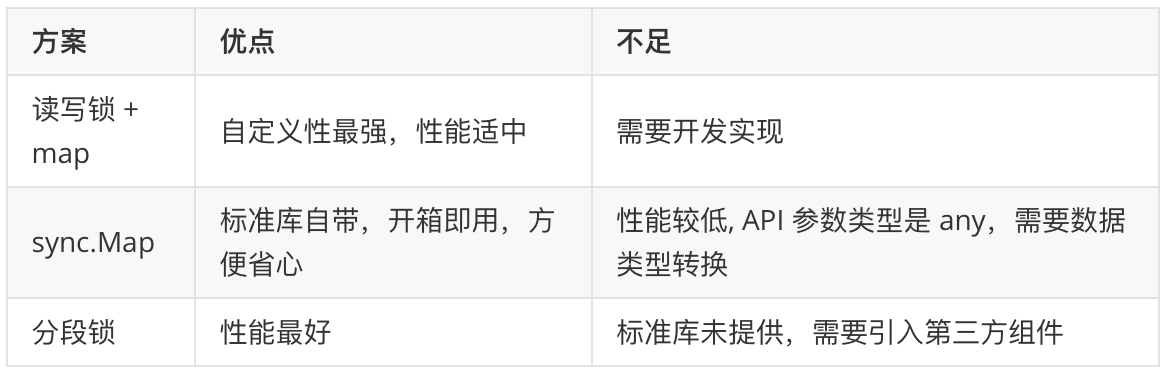 方案
优点
不足
读写锁 +
map
自定义性最强，性能适中
需要开发实现
sync.Map
标准库自带，开箱即用，方
便省心
性能较低, API 参数类型是 any，需要数据
类型转换
分段锁
性能最好
标准库未提供，需要引入第三方组件